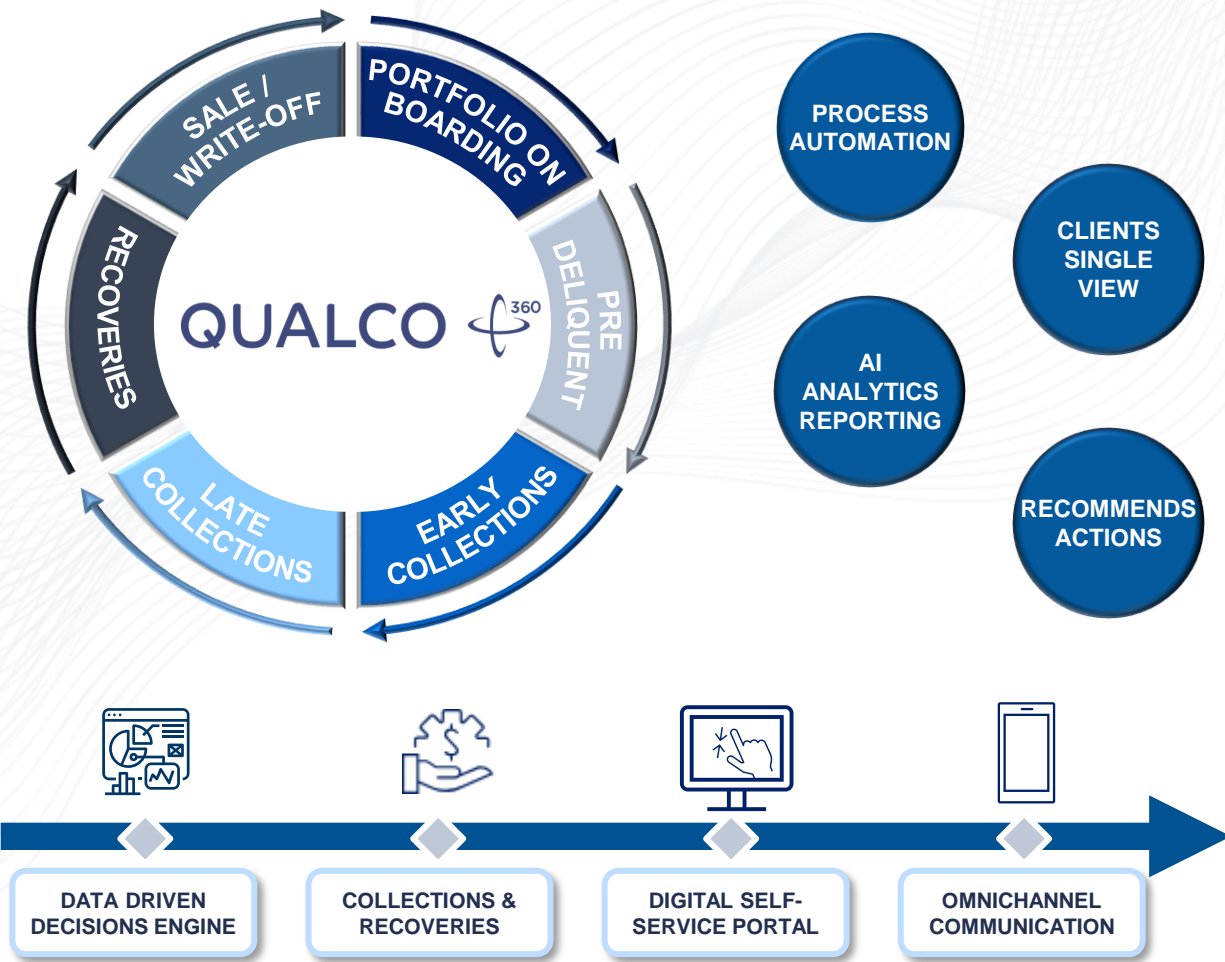 SALE /
WRITE-OFF
PORTFOLIO ON
BOARDING
PRE
DELIQUENT
EARLY
COLLECTIONS
LATE
COLLECTIONS
RECOVERIES
QUALCO 360
PROCESS
AUTOMATION
CLIENTS
SINGLE
VIEW
AI
ANALYTICS
REPORTING
RECOMMENDS
ACTIONS
$
DATA DRIVEN
DECISIONS ENGINE
COLLECTIONS &
RECOVERIES
DIGITAL SELF-
SERVICE PORTAL
OMNICHANNEL
COMMUNICATION